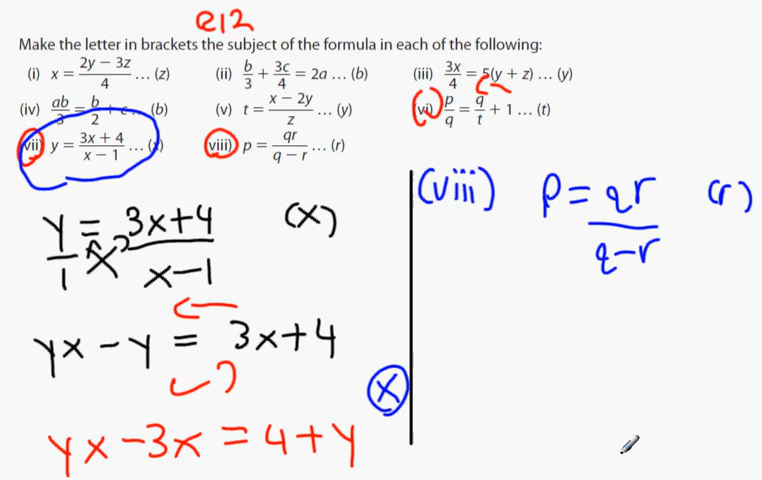 Q12
Make the letter in brackets the subject of the formula in each of the following:
(i) x = (2y − 3z)/4 ... (z) (ii) b/3 + 3c/4 = 2a ... (b) (iii) 3x/4 = 5(y + z) ... (y)
(iv) ab/3 = b/2 + c ... (b) (v) t = (x − 2y)/z ... (y) (vi) p/q = q/t + 1 ... (t)
(vii) y = (3x + 4)/(x − 1) ... (x) (viii) p = qr/(q − r) ... (r)
y/1 = (3x+4)/(x−1) (x)
yx − y = 3x+4
x
yx −3x = 4+y
(viii) p = qr/(q−r) (r)